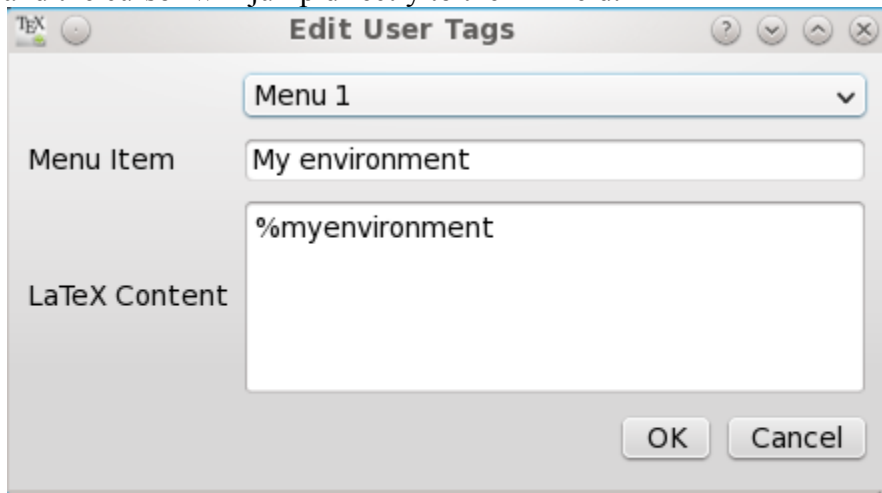 Edit User Tags
Menu 1
Menu Item
My environment
%myenvironment
LaTeX Content
OK
Cancel